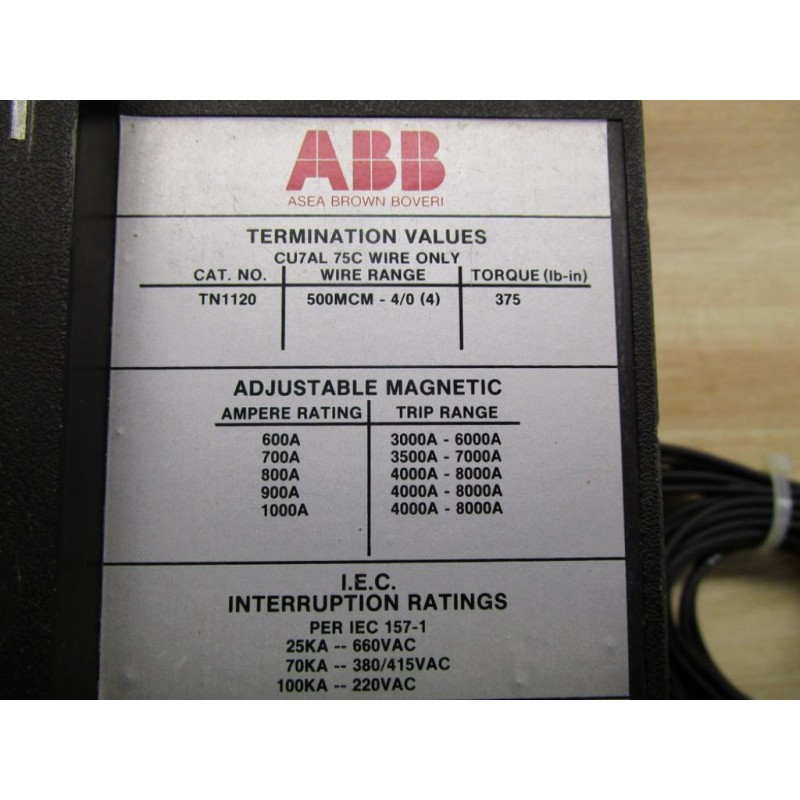 ABB
ASEA BROWN BOVERI
TERMINATION VALUES
CU7AL 75C WIRE ONLY
CAT. NO. WIRE RANGE TORQUE (lb-in)
TN1120 500MCM - 4/0 (4) 375
ADJUSTABLE MAGNETIC
AMPERE RATING TRIP RANGE
600A 3000A - 6000A
700A 3500A - 7000A
800A 4000A - 8000A
900A 4000A - 8000A
1000A 4000A - 8000A
I.E.C.
INTERRUPTION RATINGS
PER IEC 157-1
25KA -- 660VAC
70KA -- 380/415VAC
100KA -- 220VAC